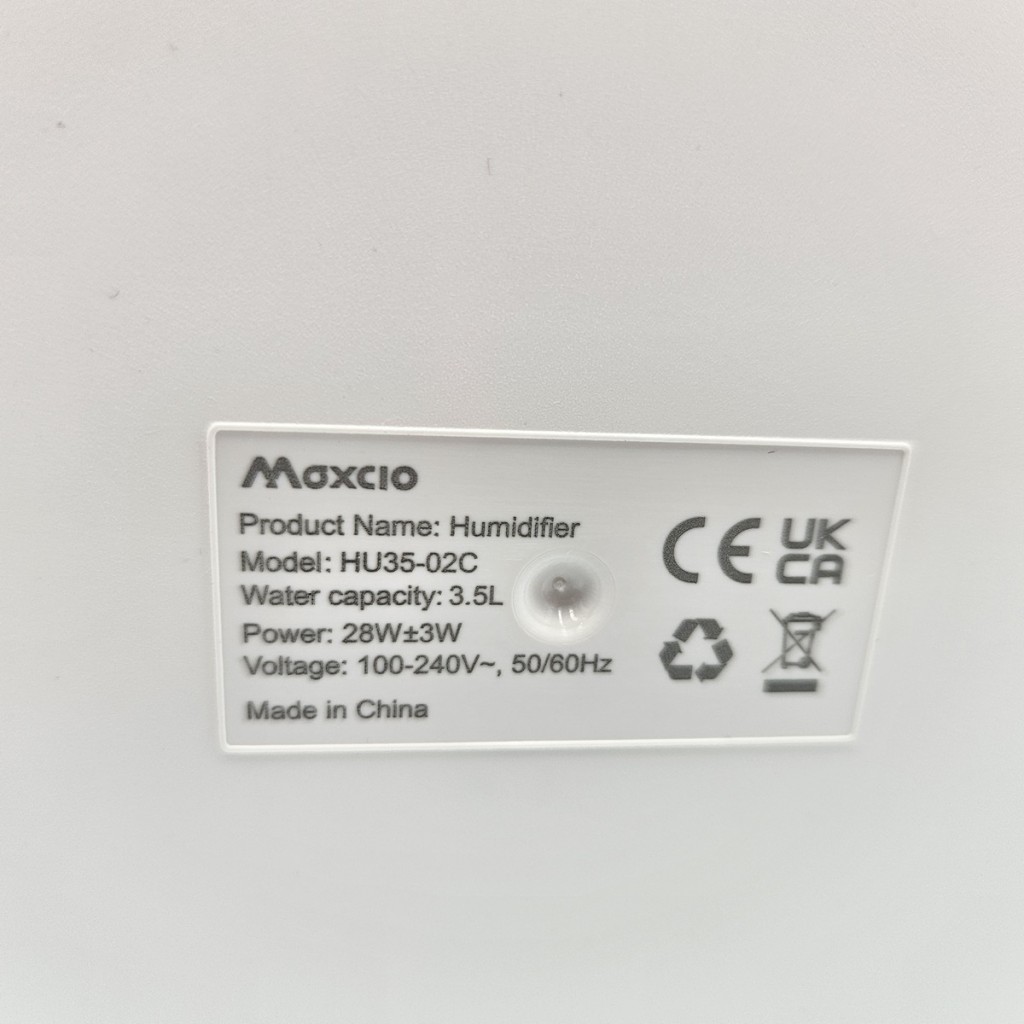 Maxcio
Product Name: Humidifier
Model: HU35-02C
Water capacity: 3.5L
Power: 28W±3W
Voltage: 100-240V~, 50/60Hz
Made in China
CE
UK
CA